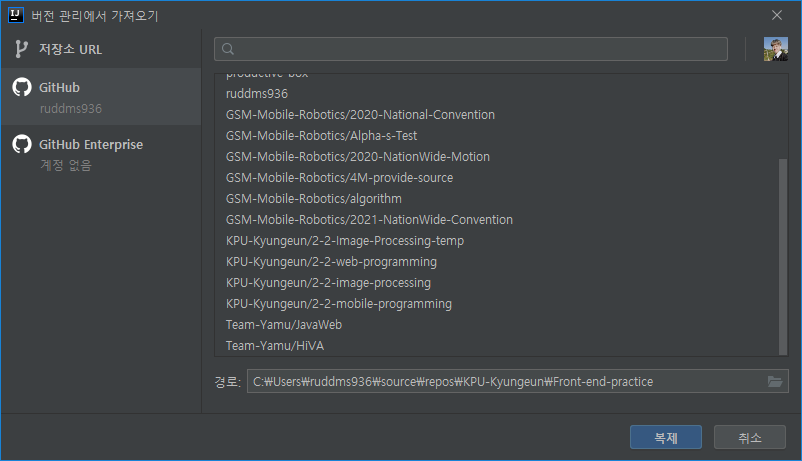 버전 관리에서 가져오기
저장소 URL
GitHub
ruddms936
GitHub Enterprise
계정 없음
productive-box
ruddms936
GSM-Mobile-Robotics/2020-National-Convention
GSM-Mobile-Robotics/Alpha-s-Test
GSM-Mobile-Robotics/2020-NationWide-Motion
GSM-Mobile-Robotics/4M-provide-source
GSM-Mobile-Robotics/algorithm
GSM-Mobile-Robotics/2021-NationWide-Convention
KPU-Kyungeun/2-2-Image-Processing-temp
KPU-Kyungeun/2-2-web-programming
KPU-Kyungeun/2-2-image-processing
KPU-Kyungeun/2-2-mobile-programming
Team-Yamu/JavaWeb
Team-Yamu/HiVA
경로: C:₩Users₩ruddms936₩source₩repos₩KPU-Kyungeun₩Front-end-practice
복제 취소